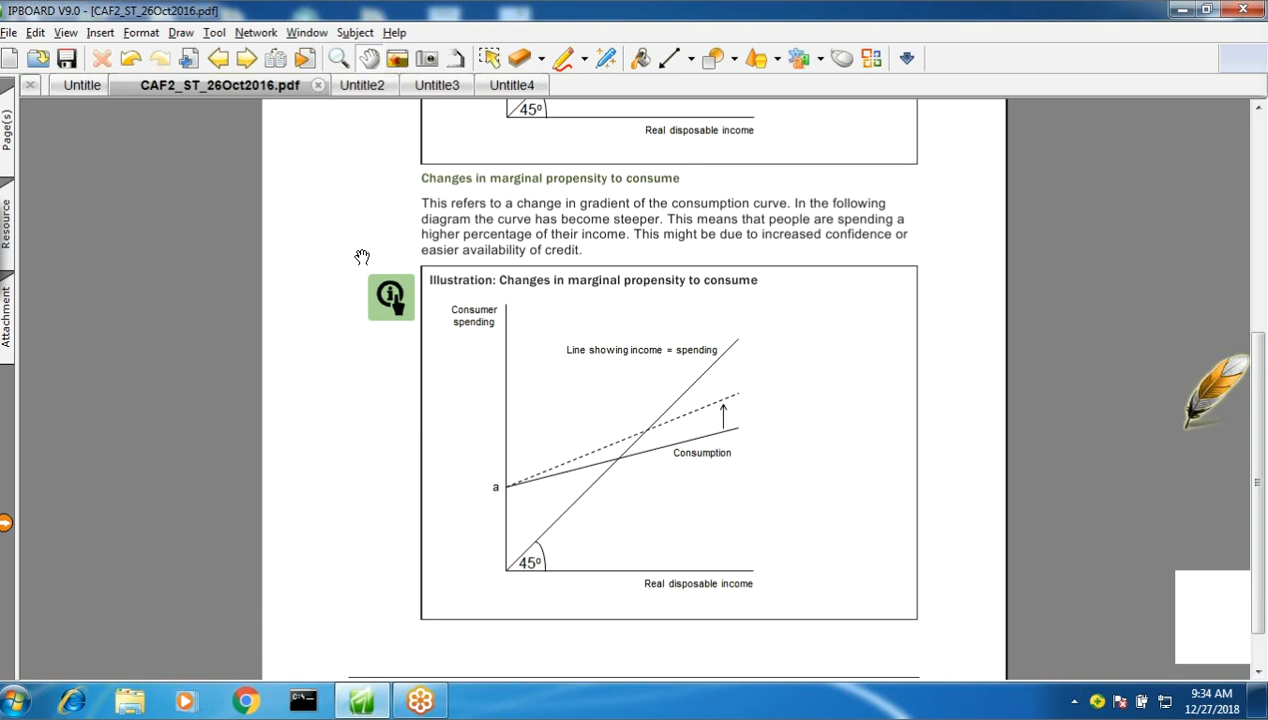 IPBOARD V9.0 - [CAF2_ST_26Oct2016.pdf]
File Edit View Insert Format Draw Tool Network Window Subject Help
Untitle CAF2_ST_26Oct2016.pdf Untitle2 Untitle3 Untitle4
Page(s)
Resource
Attachment
45º
Real disposable income
Changes in marginal propensity to consume
This refers to a change in gradient of the consumption curve. In the following
diagram the curve has become steeper. This means that people are spending a
higher percentage of their income. This might be due to increased confidence or
easier availability of credit.
Illustration: Changes in marginal propensity to consume
Consumer
spending
Line showing income = spending
Consumption
a
45º
Real disposable income
9:34 AM
12/27/2018